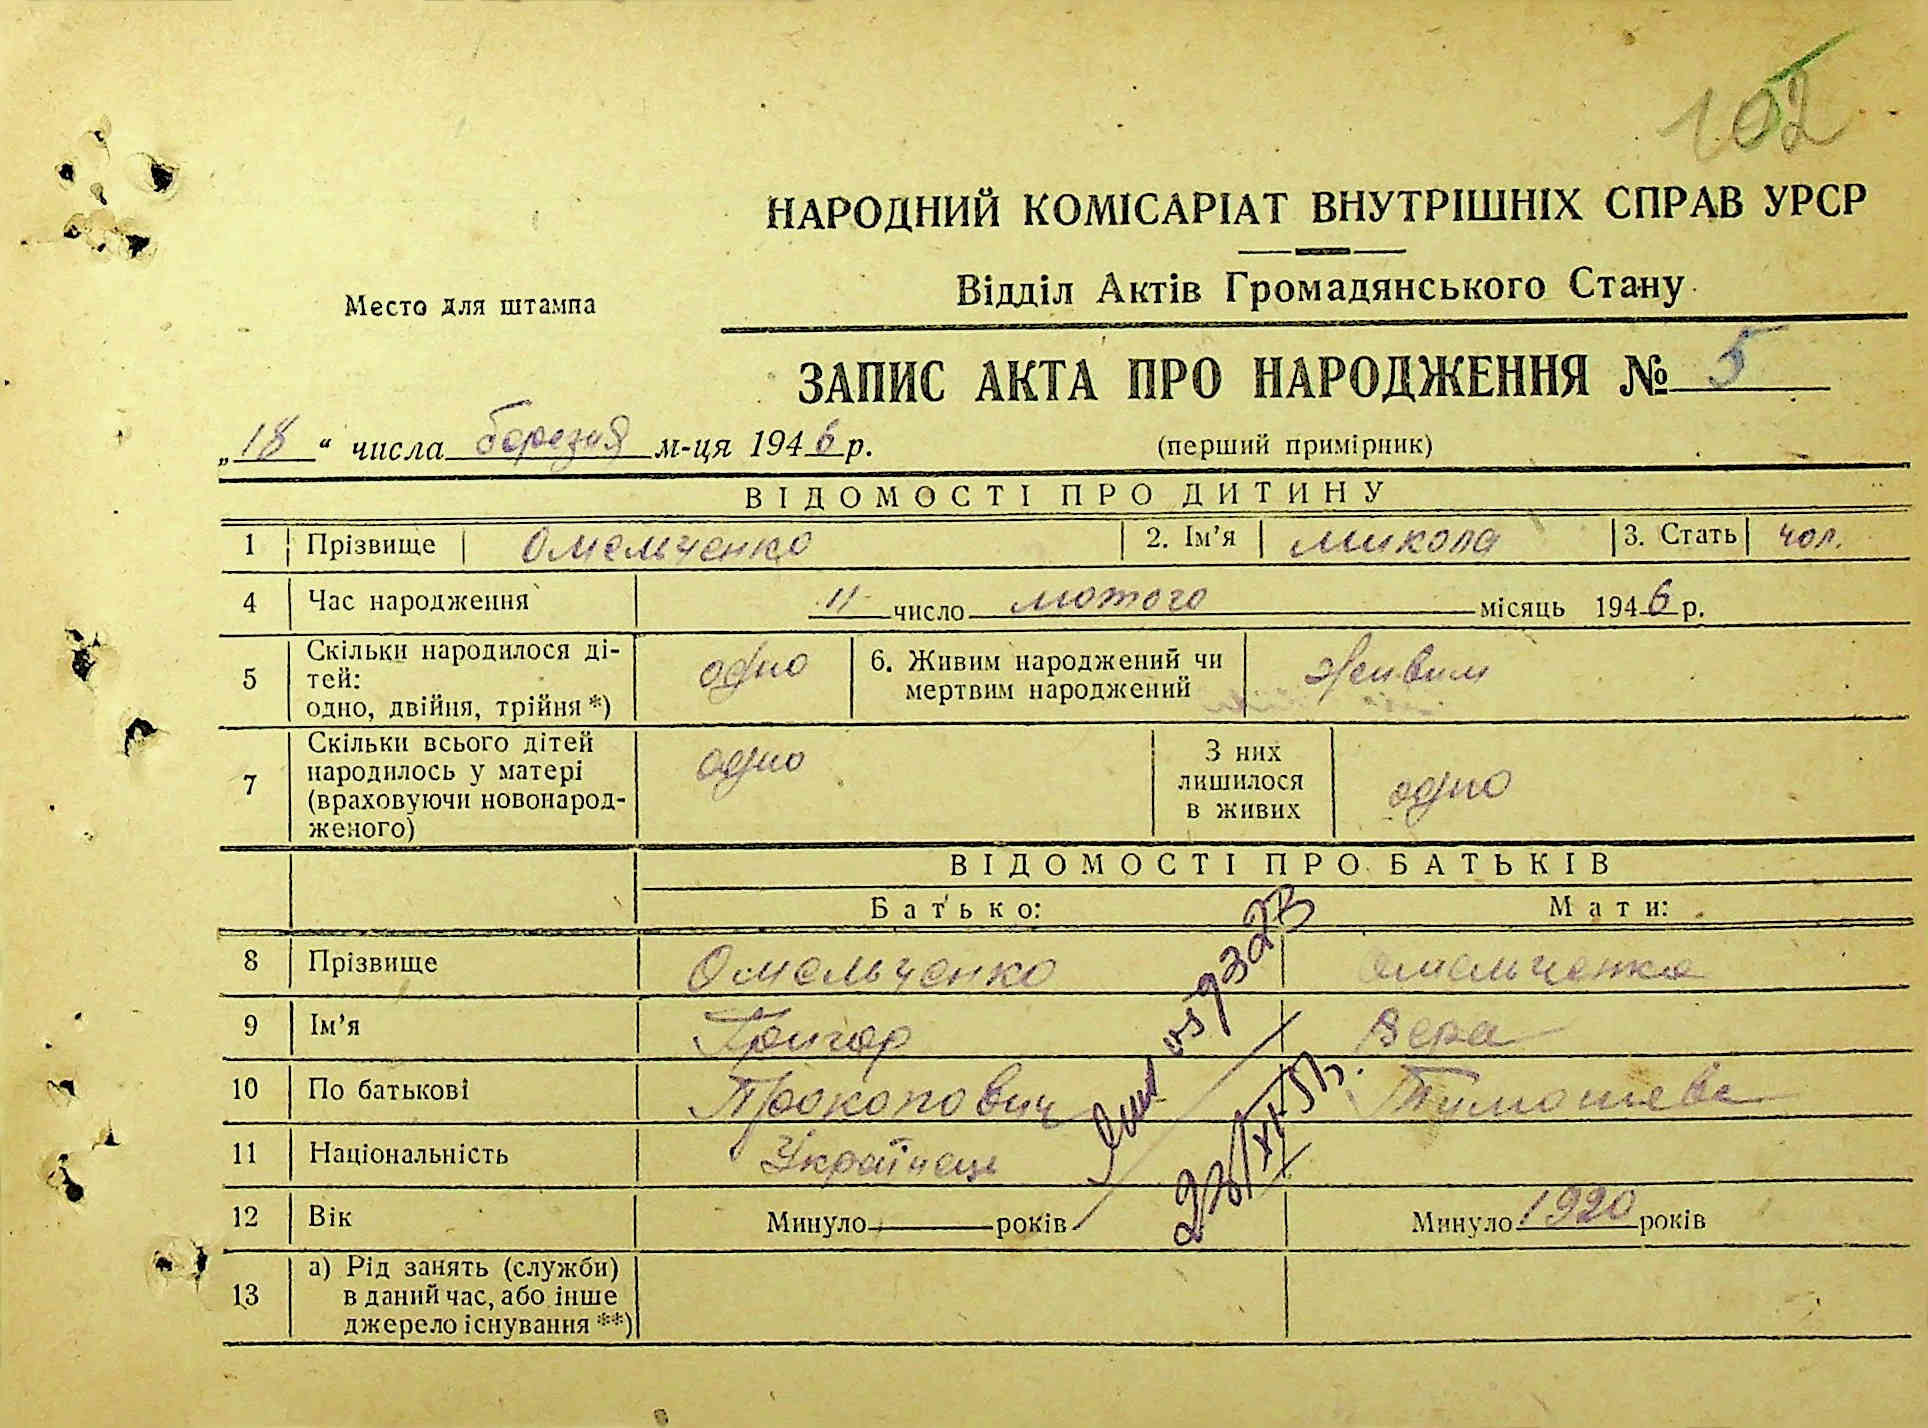 102
НАРОДНИЙ КОМІСАРІАТ ВНУТРІШНІХ СПРАВ УРСР
Відділ Актів Громадянського Стану
Место для штампа
ЗАПИС АКТА ПРО НАРОДЖЕННЯ № 5
„18“ числа березня м-ця 1946 р.
(перший примірник)
ВІДОМОСТІ ПРО ДИТИНУ
1 Прізвище Омельченко 2. Ім'я Микола 3. Стать чол.
4 Час народження 11 число лютого місяць 1946 р.
5 Скільки народилося ді-
тей:
одно, двійня, трійня *) одно 6. Живим народжений чи
мертвим народжений Живим
7 Скільки всього дітей
народилось у матері
(враховуючи новонарод-
женого) одно З них
лишилося
в живих одно
ВІДОМОСТІ ПРО БАТЬКІВ
Батько: Мати:
8 Прізвище Омельченко Омельченко
9 Ім'я Григор Вера
10 По батькові Прокопович Тимошева
11 Національність Українець
12 Вік Минуло років Минуло 1920 років
13 а) Рід занять (служби)
в даний час, або інше
джерело існування **)